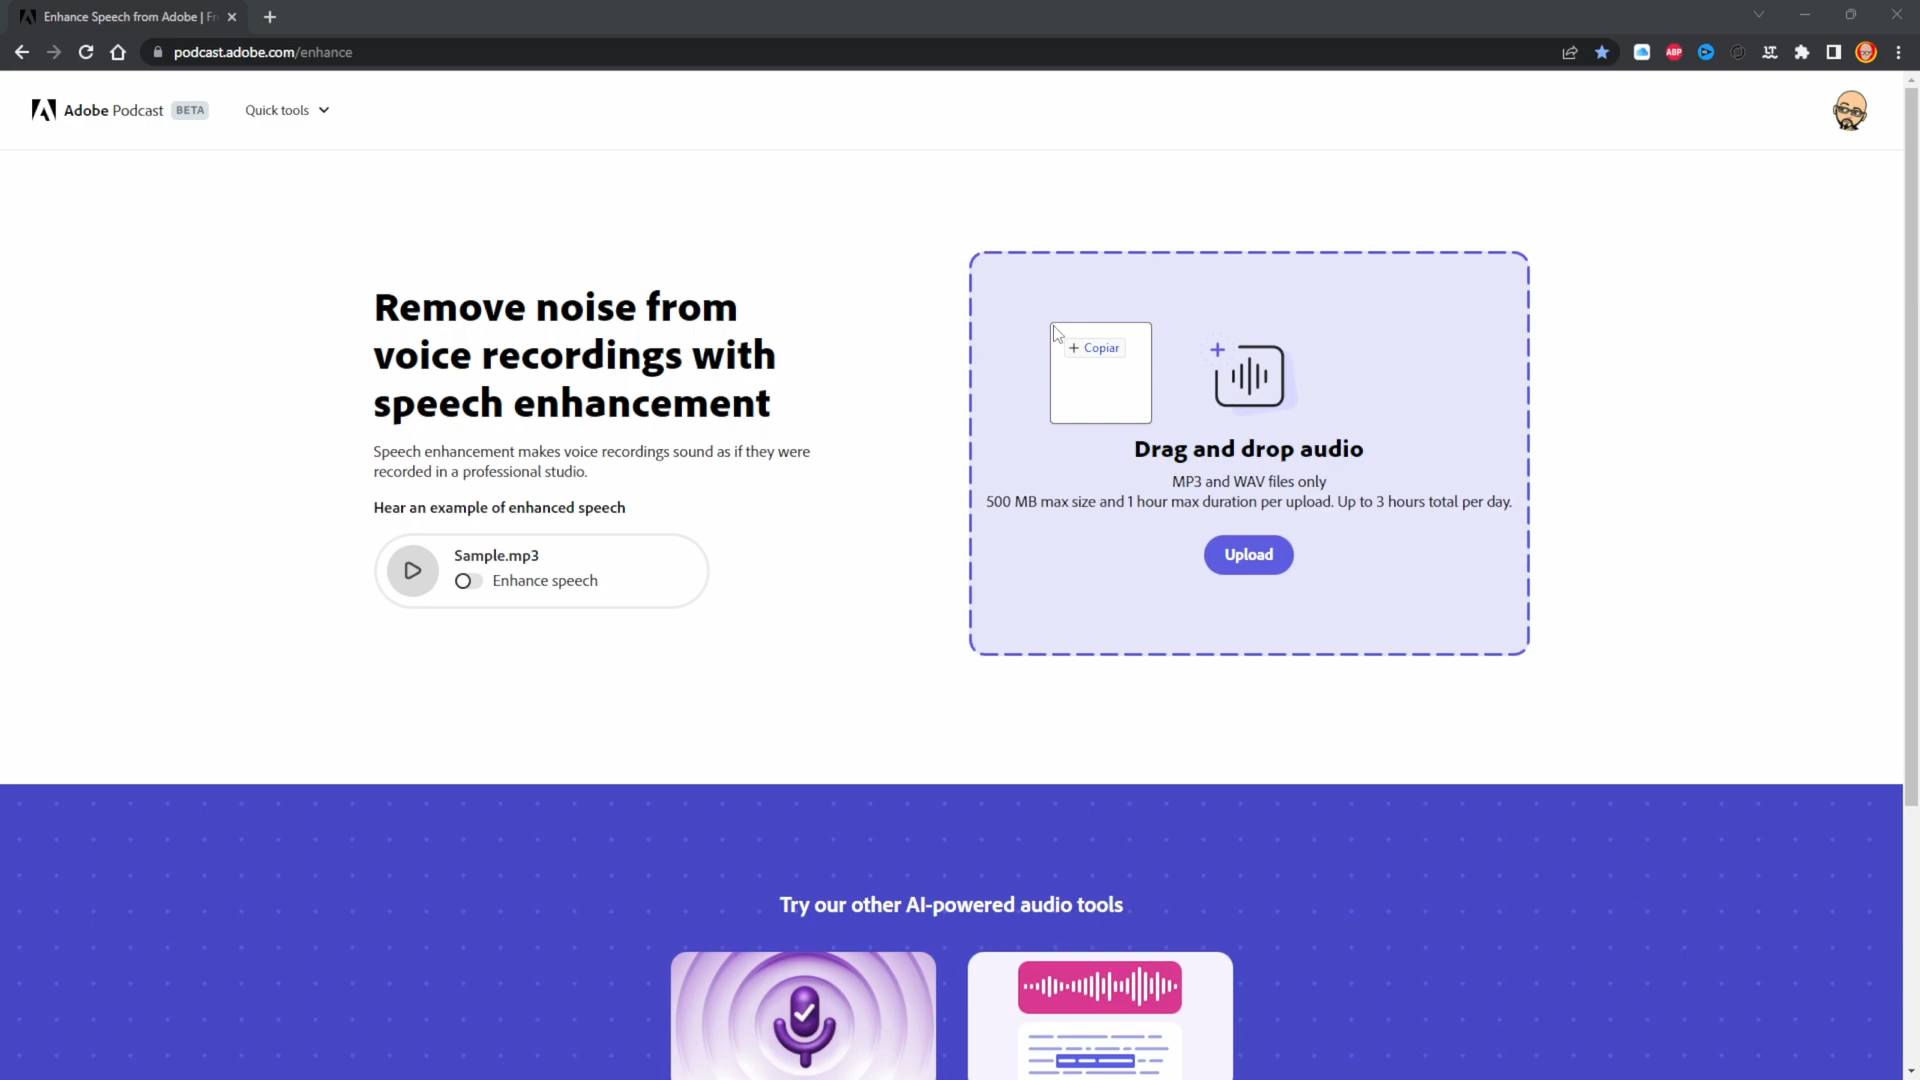 Enhance Speech from Adobe | Fr
podcast.adobe.com/enhance
ABP
Adobe Podcast BETA
Quick tools
Remove noise from
voice recordings with
speech enhancement
Speech enhancement makes voice recordings sound as if they were
recorded in a professional studio.
Hear an example of enhanced speech
Sample.mp3
Enhance speech
+ Copiar
Drag and drop audio
MP3 and WAV files only
500 MB max size and 1 hour max duration per upload. Up to 3 hours total per day.
Upload
Try our other AI-powered audio tools